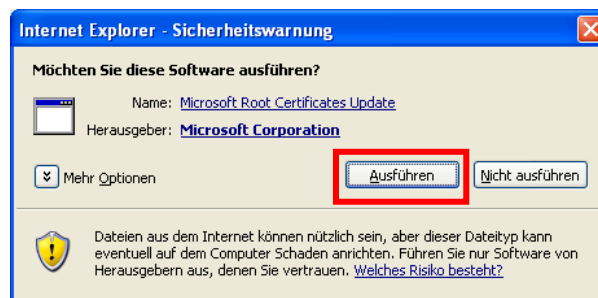 Internet Explorer - Sicherheitswarnung
Möchten Sie diese Software ausführen?
Name: Microsoft Root Certificates Update
Herausgeber: Microsoft Corporation
Mehr Optionen
Ausführen
Nicht ausführen
Dateien aus dem Internet können nützlich sein, aber dieser Dateityp kann
eventuell auf dem Computer Schaden anrichten. Führen Sie nur Software von
Herausgebern aus, denen Sie vertrauen. Welches Risiko besteht?